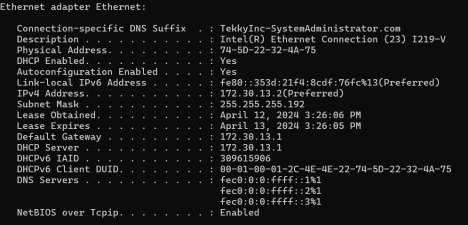 Ethernet adapter Ethernet:
Connection-specific DNS Suffix . : TekkyInc-SystemAdministrator.com
Description . . . . . . . . . . . : Intel(R) Ethernet Connection (23) I219-V
Physical Address. . . . . . . . . : 74-5D-22-32-4A-75
DHCP Enabled. . . . . . . . . . . : Yes
Autoconfiguration Enabled . . . . : Yes
Link-local IPv6 Address . . . . . : fe80::353d:21f4:8cdf:76fc%13(Preferred)
IPv4 Address. . . . . . . . . . . : 172.30.13.2(Preferred)
Subnet Mask . . . . . . . . . . . : 255.255.255.192
Lease Obtained. . . . . . . . . . : April 12, 2024 3:26:06 PM
Lease Expires . . . . . . . . . . : April 13, 2024 3:26:05 PM
Default Gateway . . . . . . . . . : 172.30.13.1
DHCP Server . . . . . . . . . . . : 172.30.13.1
DHCPv6 IAID . . . . . . . . . . . : 309615906
DHCPv6 Client DUID. . . . . . . . : 00-01-00-01-2C-4E-4E-22-74-5D-22-32-4A-75
DNS Servers . . . . . . . . . . . : fec0:0:0:ffff::1%1
fec0:0:0:ffff::2%1
fec0:0:0:ffff::3%1
NetBIOS over Tcpip. . . . . . . . : Enabled